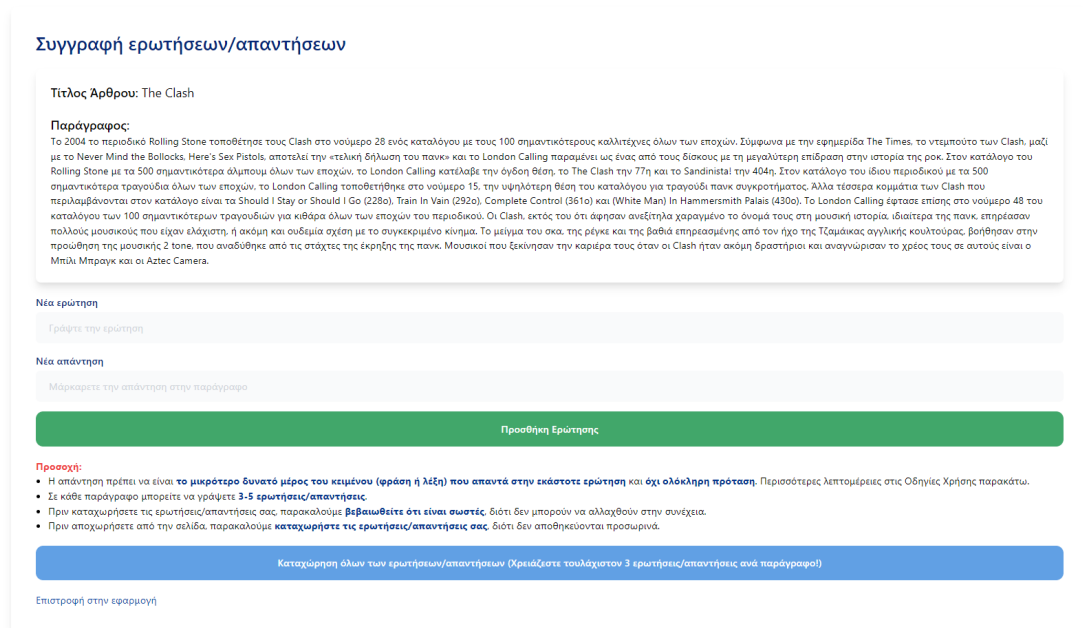 Συγγραφή ερωτήσεων/απαντήσεων
Τίτλος Άρθρου: The Clash
Παράγραφος:
Το 2004 το περιοδικό Rolling Stone τοποθέτησε τους Clash στο νούμερο 28 ενός καταλόγου με τους 100 σημαντικότερους καλλιτέχνες όλων των εποχών. Σύμφωνα με την εφημερίδα The Times, το ντεμπούτο των Clash, μαζί
με το Never Mind the Bollocks, Here's Sex Pistols, αποτελεί την «τελική δήλωση του πανκ» και το London Calling παραμένει ως ένας από τους δίσκους με τη μεγαλύτερη επίδραση στην ιστορία της ροκ. Στον κατάλογο του
Rolling Stone με τα 500 σημαντικότερα άλμπουμ όλων των εποχών, το London Calling κατέλαβε την όγδοη θέση, το The Clash την 77η και το Sandinista! την 404η. Στον κατάλογο του ίδιου περιοδικού με τα 500
σημαντικότερα τραγούδια όλων των εποχών, το London Calling τοποθετήθηκε στο νούμερο 15, την υψηλότερη θέση του καταλόγου για τραγούδι πανκ συγκροτήματος. Άλλα τέσσερα κομμάτια των Clash που
περιλαμβάνονται στον κατάλογο είναι τα Should I Stay or Should I Go (228ο), Train In Vain (292ο), Complete Control (361ο) και (White Man) In Hammersmith Palais (430ο). Το London Calling έφτασε επίσης στο νούμερο 48 του
καταλόγου των 100 σημαντικότερων τραγουδιών για κιθάρα όλων των εποχών του περιοδικού. Οι Clash, εκτός του ότι άφησαν ανεξίτηλα χαραγμένο το όνομά τους στη μουσική ιστορία, ιδιαίτερα της πανκ, επηρέασαν
πολλούς μουσικούς που είχαν ελάχιστη, ή ακόμη και ουδεμία σχέση με το συγκεκριμένο κίνημα. Το μείγμα του σκα, της ρέγκε και της βαθιά επηρεασμένης από τον ήχο της Τζαμάικας αγγλικής κουλτούρας, βοήθησαν στην
προώθηση της μουσικής 2 tone, που αναδύθηκε από τις στάχτες της έκρηξης της πανκ. Μουσικοί που ξεκίνησαν την καριέρα τους όταν οι Clash ήταν ακόμη δραστήριοι και αναγνώρισαν το χρέος τους σε αυτούς είναι ο
Μπίλι Μπραγκ και οι Aztec Camera.
Νέα ερώτηση
Γράψτε την ερώτηση
Νέα απάντηση
Μάρκαρετε την απάντηση στην παράγραφο
Προσθήκη Ερώτησης
Προσοχή:
• Η απάντηση πρέπει να είναι το μικρότερο δυνατό μέρος του κειμένου (φράση ή λέξη) που απαντά στην εκάστοτε ερώτηση και όχι ολόκληρη πρόταση. Περισσότερες λεπτομέρειες στις Οδηγίες Χρήσης παρακάτω.
• Σε κάθε παράγραφο μπορείτε να γράψετε 3-5 ερωτήσεις/απαντήσεις.
• Πριν καταχωρήσετε τις ερωτήσεις/απαντήσεις σας, παρακαλούμε βεβαιωθείτε ότι είναι σωστές, διότι δεν μπορούν να αλλαχθούν στην συνέχεια.
• Πριν αποχωρήσετε από την σελίδα, παρακαλούμε καταχωρήστε τις ερωτήσεις/απαντήσεις σας, διότι δεν αποθηκεύονται προσωρινά.
Καταχώρηση όλων των ερωτήσεων/απαντήσεων (Χρειάζεστε τουλάχιστον 3 ερωτήσεις/απαντήσεις ανά παράγραφο!)
Επιστροφή στην εφαρμογή